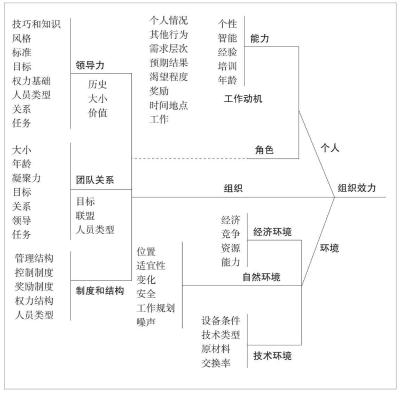 技巧和知识
风格
标准
目标
权力基础
人员类型
关系
任务
领导力
历史
大小
价值
个人情况
其他行为
需求层次
预期结果
渴望程度
奖励
时间地点
工作
个性
智能
经验
培训
年龄
能力
工作动机
角色
个人
大小
年龄
凝聚力
目标
关系
领导
任务
团队关系
目标
联盟
人员类型
组织
组织效力
管理结构
控制制度
奖励制度
权力结构
人员类型
制度和结构
位置
适宜性
变化
安全
工作规划
噪声
经济
竞争
资源
能力
经济环境
自然环境
环境
设备条件
技术类型
原材料
交换率
技术环境